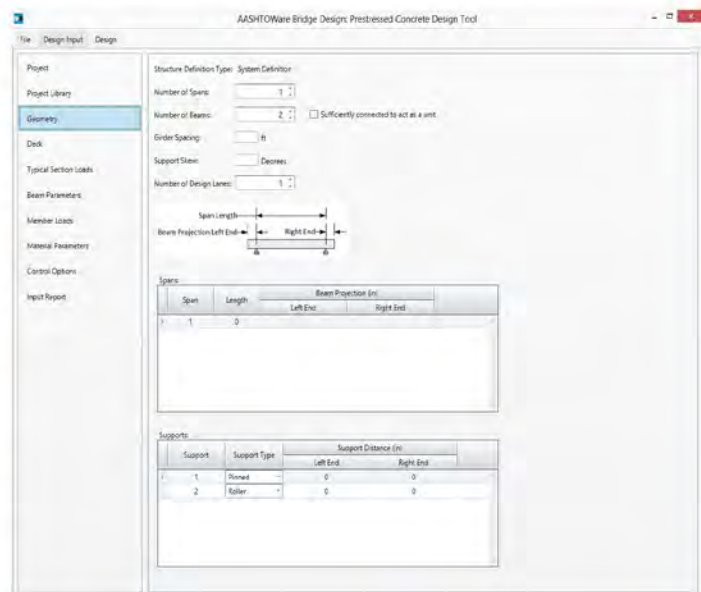 AASHTOWare Bridge Design: Prestressed Concrete Design Tool
File Design Input Design
Project
Project Library
Geometry
Deck
Typical Section Loads
Beam Parameters
Member Loads
Material Parameters
Control Options
Input Report
Structure Definition Type: System Definition
Number of Spans: 1
Number of Beams: 2 Sufficiently connected to act as a unit
Girder Spacing: ft
Support Skew: Degrees
Number of Design Lanes: 1
Span Length
Beam Projection Left End Right End
Spans
Span Length Beam Projection (in)
Left End Right End
1 0
Supports
Support Support Type Support Distance (in)
Left End Right End
1 Pinned 0 0
2 Roller 0 0